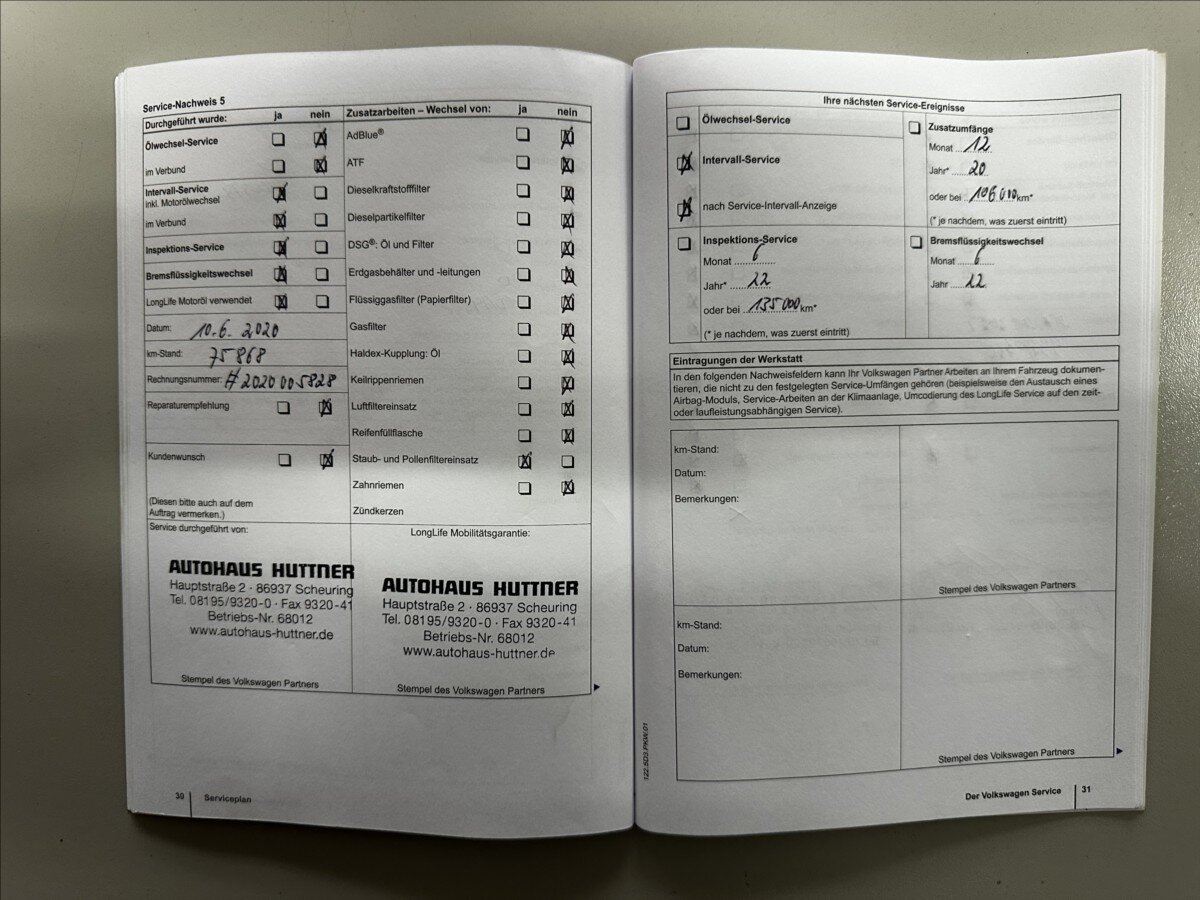 Service-Nachweis 5
Durchgeführt wurde: ja nein
Ölwechsel-Service
im Verbund
Intervall-Service
inkl. Motorölwechsel
im Verbund
Inspektions-Service
Bremsflüssigkeitswechsel
LongLife Motoröl verwendet
Datum: 10.6.2020
km-Stand: 75868
Rechnungsnummer: #2020005828
Reparaturempfehlung
Kundenwunsch
(Diesen bitte auch auf dem
Auftrag vermerken.)
Service durchgeführt von:
AUTOHAUS HUTTNER
Hauptstraße 2 · 86937 Scheuring
Tel. 08195/9320-0 · Fax 9320-41
Betriebs-Nr. 68012
www.autohaus-huttner.de
Stempel des Volkswagen Partners
Zusatzarbeiten – Wechsel von: ja nein
AdBlue®
ATF
Dieselkraftstofffilter
Dieselpartikelfilter
DSG®: Öl und Filter
Erdgasbehälter und -leitungen
Flüssiggasfilter (Papierfilter)
Gasfilter
Haldex-Kupplung: Öl
Keilrippenriemen
Luftfiltereinsatz
Reifenfüllflasche
Staub- und Pollenfiltereinsatz
Zahnriemen
Zündkerzen
LongLife Mobilitätsgarantie:
AUTOHAUS HUTTNER
Hauptstraße 2 · 86937 Scheuring
Tel. 08195/9320-0 · Fax 9320-41
Betriebs-Nr. 68012
www.autohaus-huttner.de
Stempel des Volkswagen Partners
30 Serviceplan
Ihre nächsten Service-Ereignisse
Ölwechsel-Service
Intervall-Service
nach Service-Intervall-Anzeige
Zusatzumfänge
Monat 12
Jahr* 20
oder bei 106000 km*
(* je nachdem, was zuerst eintritt)
Inspektions-Service
Monat 6
Jahr* 22
oder bei 135000 km*
(* je nachdem, was zuerst eintritt)
Bremsflüssigkeitswechsel
Monat 6
Jahr 22
Eintragungen der Werkstatt
In den folgenden Nachweisfeldern kann Ihr Volkswagen Partner Arbeiten an Ihrem Fahrzeug dokumen-
tieren, die nicht zu den festgelegten Service-Umfängen gehören (beispielsweise den Austausch eines
Airbag-Moduls, Service-Arbeiten an der Klimaanlage, Umcodierung des LongLife Service auf den zeit-
oder laufleistungsabhängigen Service).
km-Stand:
Datum:
Bemerkungen:
Stempel des Volkswagen Partners
km-Stand:
Datum:
Bemerkungen:
Stempel des Volkswagen Partners
122.5DS.PKW.01
Der Volkswagen Service 31